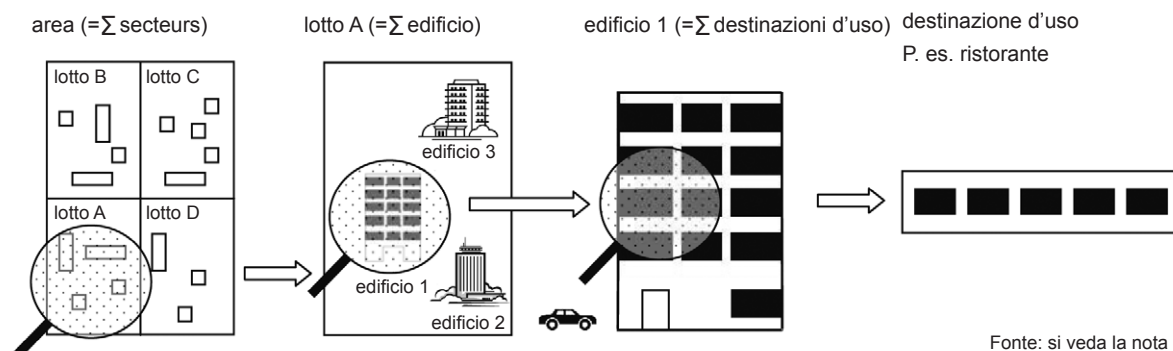 area (=∑ secteurs)
lotto B
lotto C
lotto A
lotto D
lotto A (=∑ edificio)
edificio 3
edificio 1
edificio 2
edificio 1 (=∑ destinazioni d’uso)
destinazione d’uso
P. es. ristorante
Fonte: si veda la nota